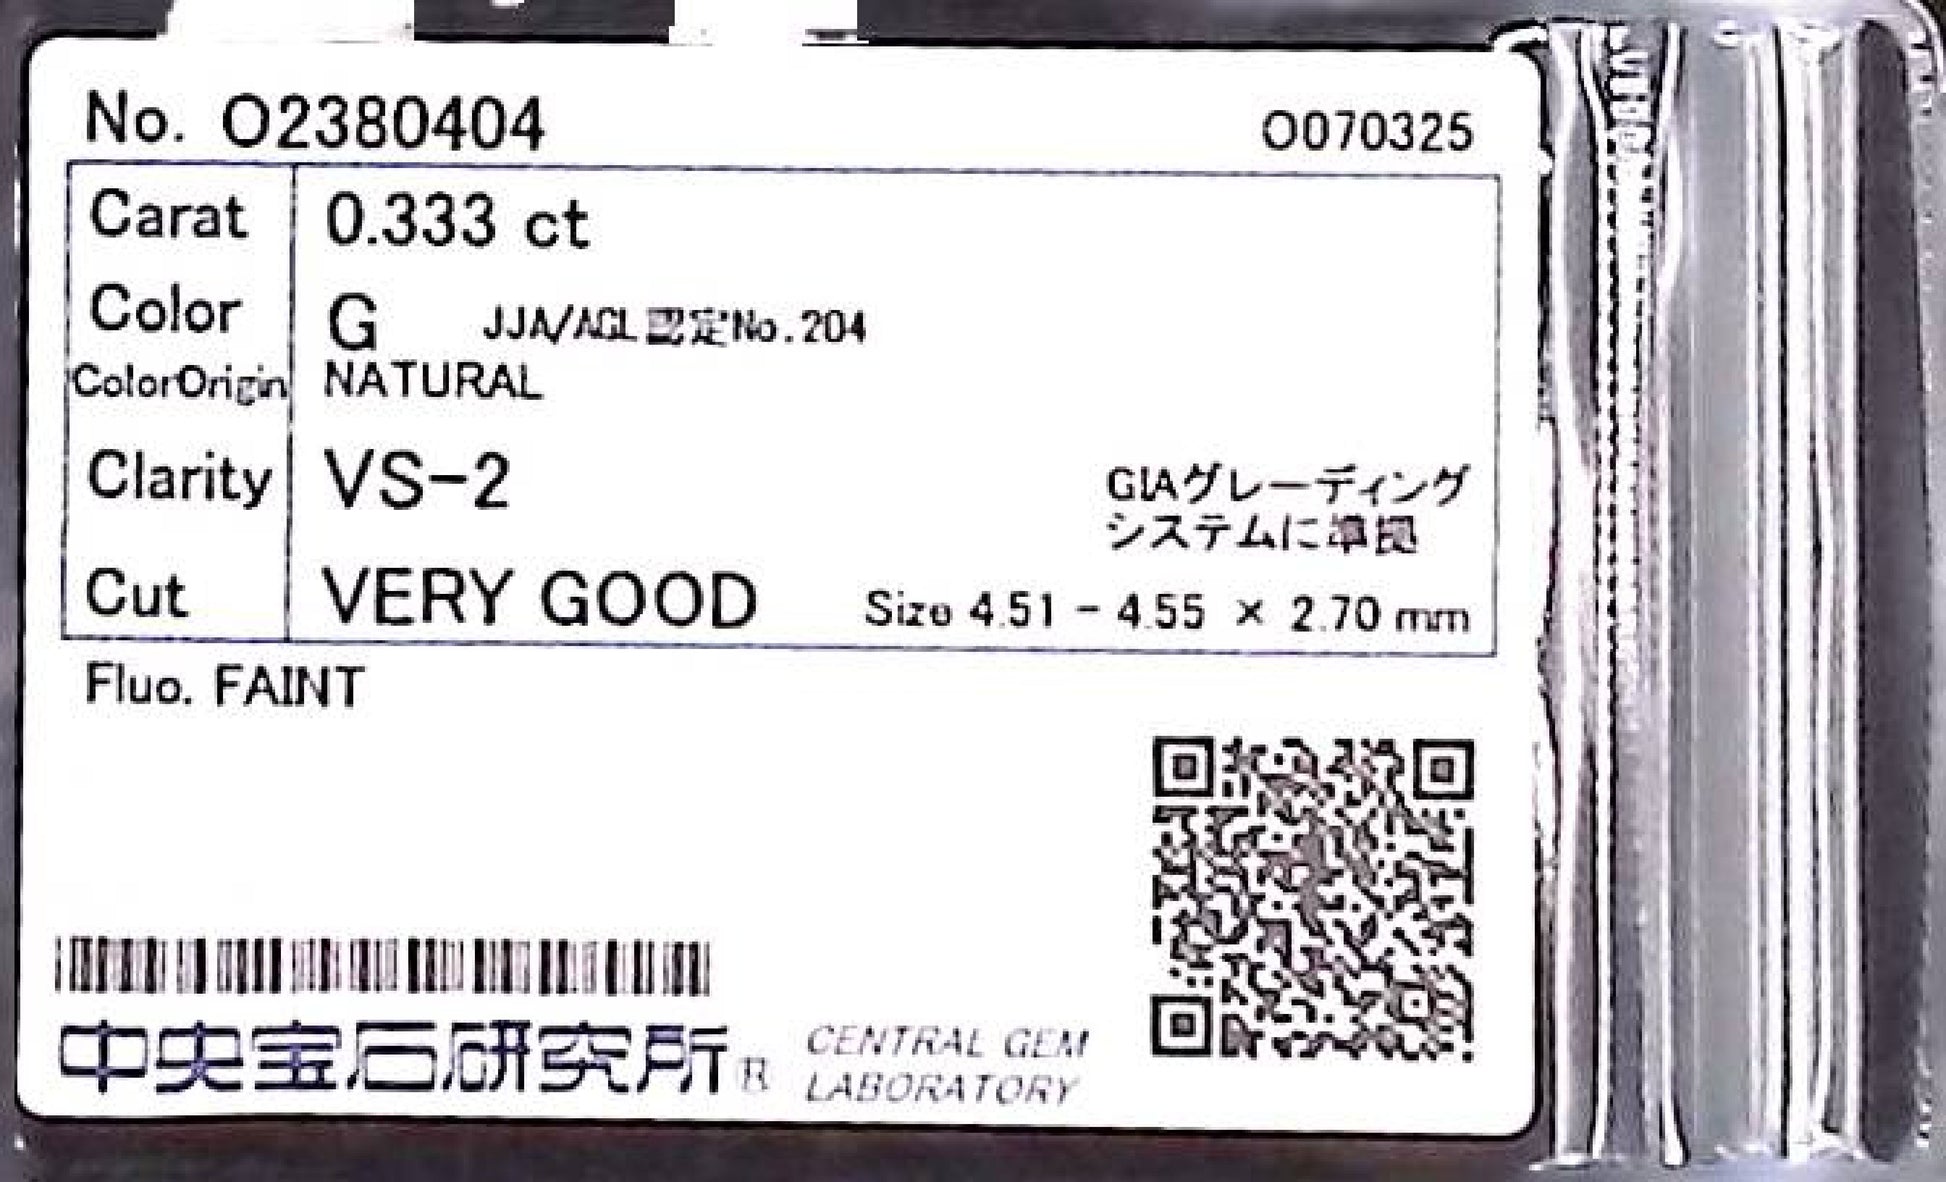 No. O2380404
O070325
Carat 0.333 ct
Color G JJA/AGL認定No.204
ColorOrigin NATURAL
Clarity VS-2
GIAグレーディング
システムに準拠
Cut VERY GOOD Size 4.51 - 4.55 × 2.70 mm
Fluo. FAINT
中央宝石研究所® CENTRAL GEM
LABORATORY